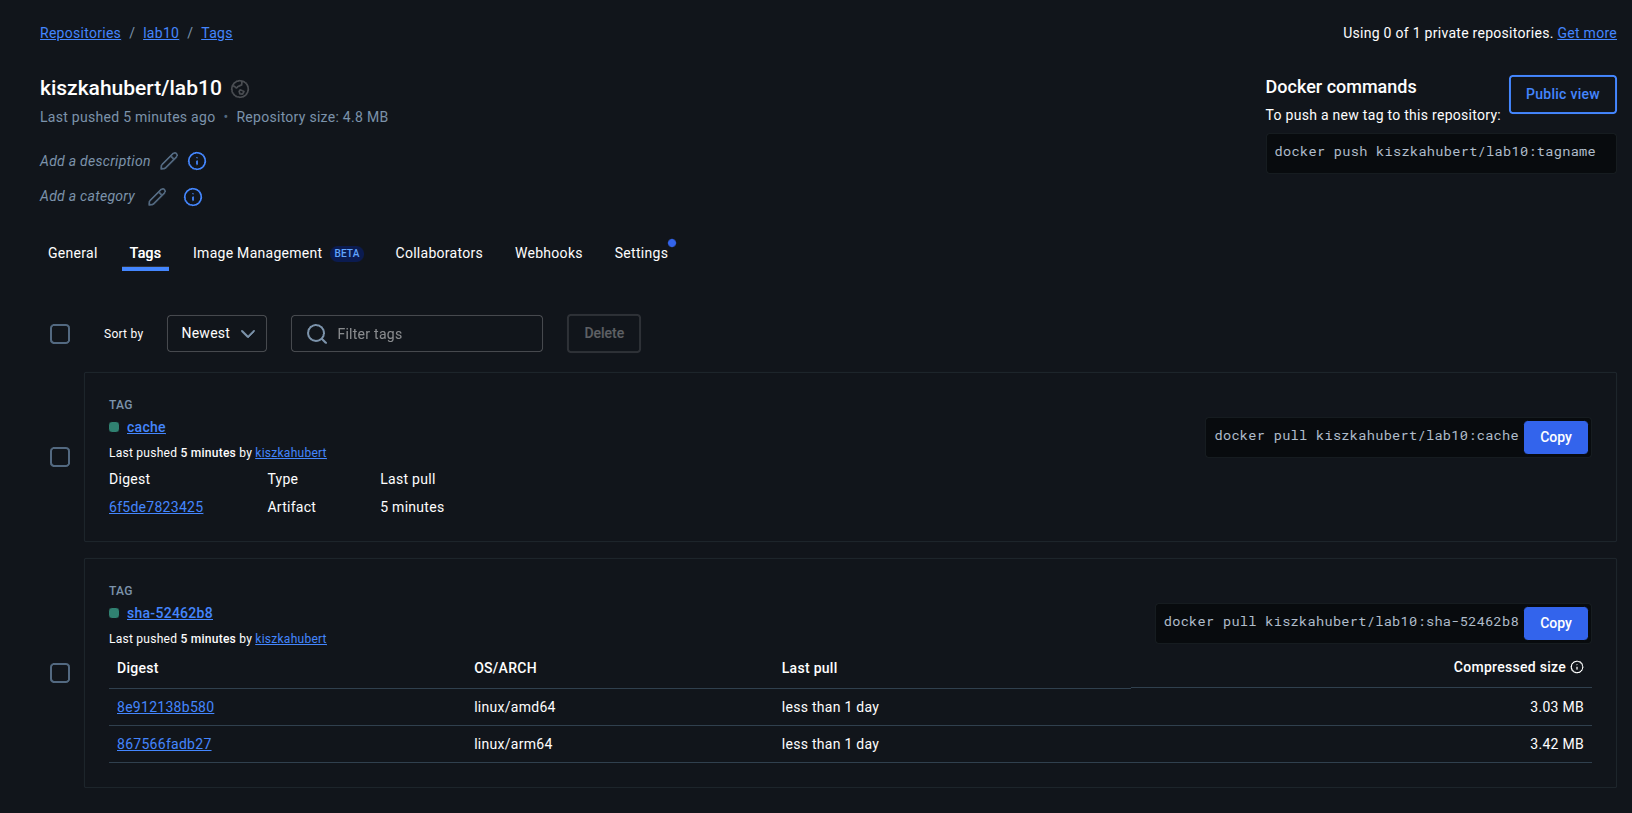 Repositories / lab10 / Tags
Using 0 of 1 private repositories. Get more
kiszkahubert/lab10
Last pushed 5 minutes ago • Repository size: 4.8 MB
Add a description
Add a category
Docker commands
Public view
To push a new tag to this repository:
docker push kiszkahubert/lab10:tagname
General Tags Image Management BETA Collaborators Webhooks Settings
Sort by Newest Filter tags Delete
TAG
cache
Last pushed 5 minutes by kiszkahubert
docker pull kiszkahubert/lab10:cache Copy
Digest Type Last pull
6f5de7823425 Artifact 5 minutes
TAG
sha-52462b8
Last pushed 5 minutes by kiszkahubert
docker pull kiszkahubert/lab10:sha-52462b8 Copy
Digest OS/ARCH Last pull Compressed size
8e912138b580 linux/amd64 less than 1 day 3.03 MB
867566fadb27 linux/arm64 less than 1 day 3.42 MB